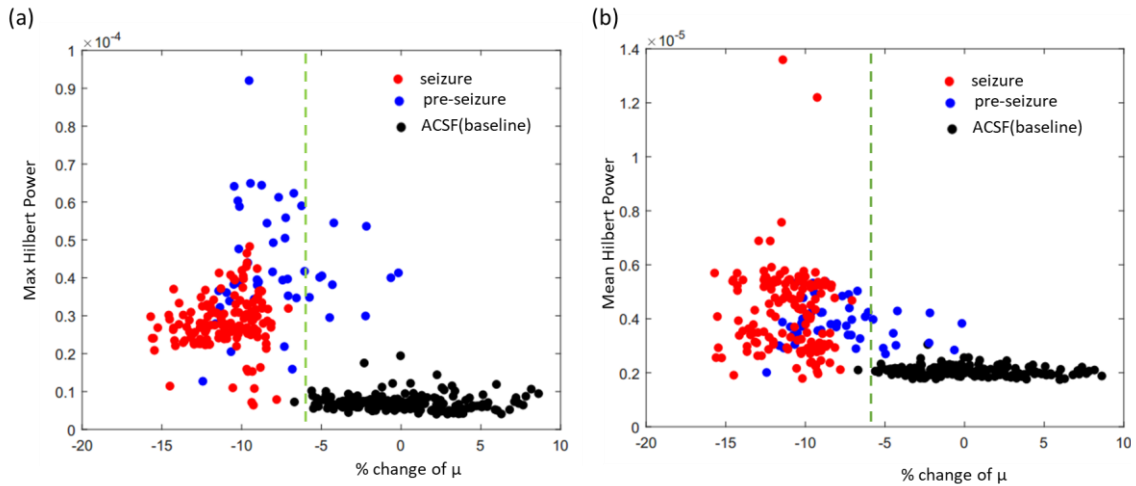 (a)
×10⁻⁴
1
0.9
0.8
0.7
0.6
0.5
0.4
0.3
0.2
0.1
0
-20
-15
-10
-5
0
5
10
Max Hilbert Power
% change of μ
seizure
pre-seizure
ACSF(baseline)
(b)
×10⁻⁵
1.4
1.2
1
0.8
0.6
0.4
0.2
0
-20
-15
-10
-5
0
5
10
Mean Hilbert Power
% change of μ
seizure
pre-seizure
ACSF(baseline)